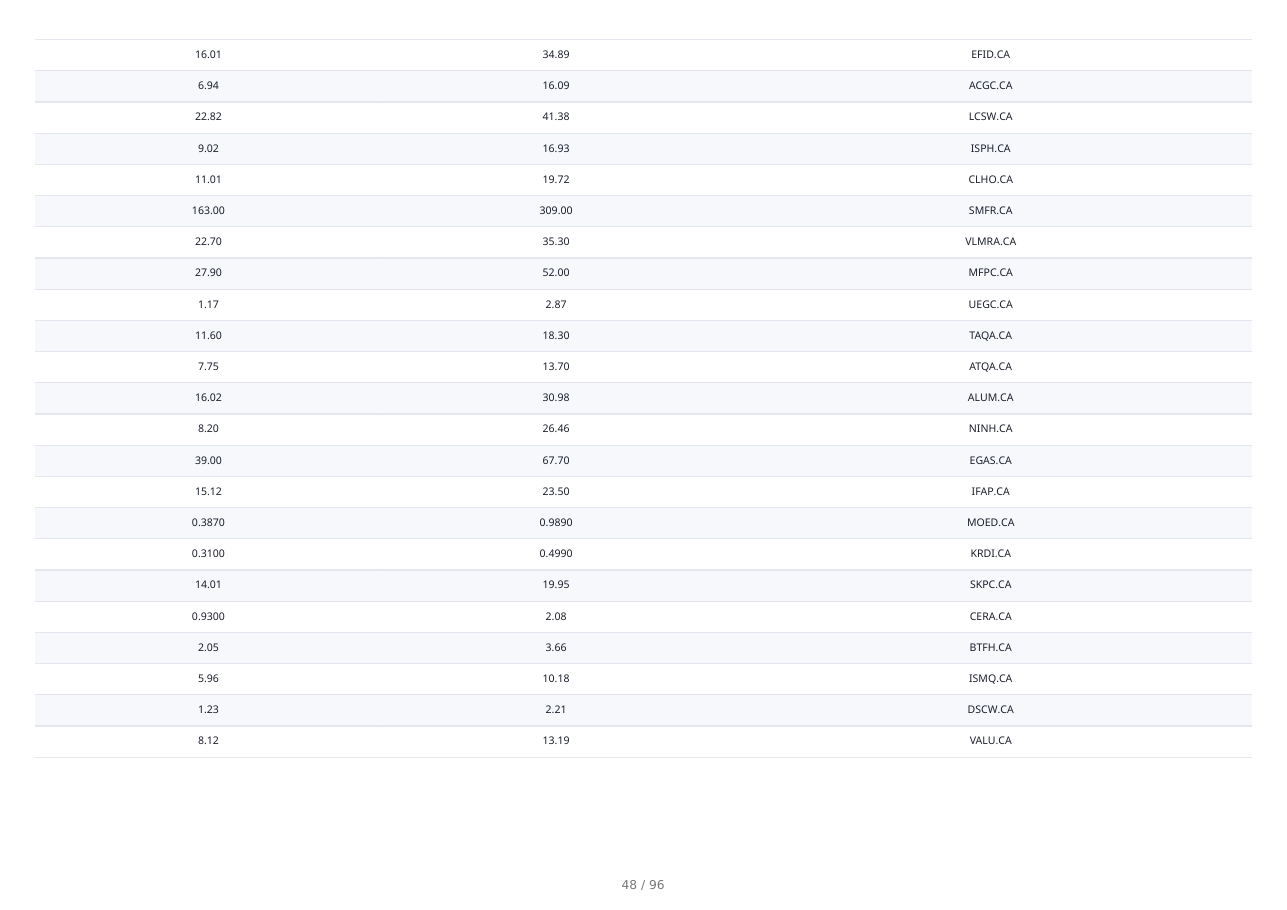 16.01 34.89 EFID.CA
6.94 16.09 ACGC.CA
22.82 41.38 LCSW.CA
9.02 16.93 ISPH.CA
11.01 19.72 CLHO.CA
163.00 309.00 SMFR.CA
22.70 35.30 VLMRA.CA
27.90 52.00 MFPC.CA
1.17 2.87 UEGC.CA
11.60 18.30 TAQA.CA
7.75 13.70 ATQA.CA
16.02 30.98 ALUM.CA
8.20 26.46 NINH.CA
39.00 67.70 EGAS.CA
15.12 23.50 IFAP.CA
0.3870 0.9890 MOED.CA
0.3100 0.4990 KRDI.CA
14.01 19.95 SKPC.CA
0.9300 2.08 CERA.CA
2.05 3.66 BTFH.CA
5.96 10.18 ISMQ.CA
1.23 2.21 DSCW.CA
8.12 13.19 VALU.CA
48 / 96